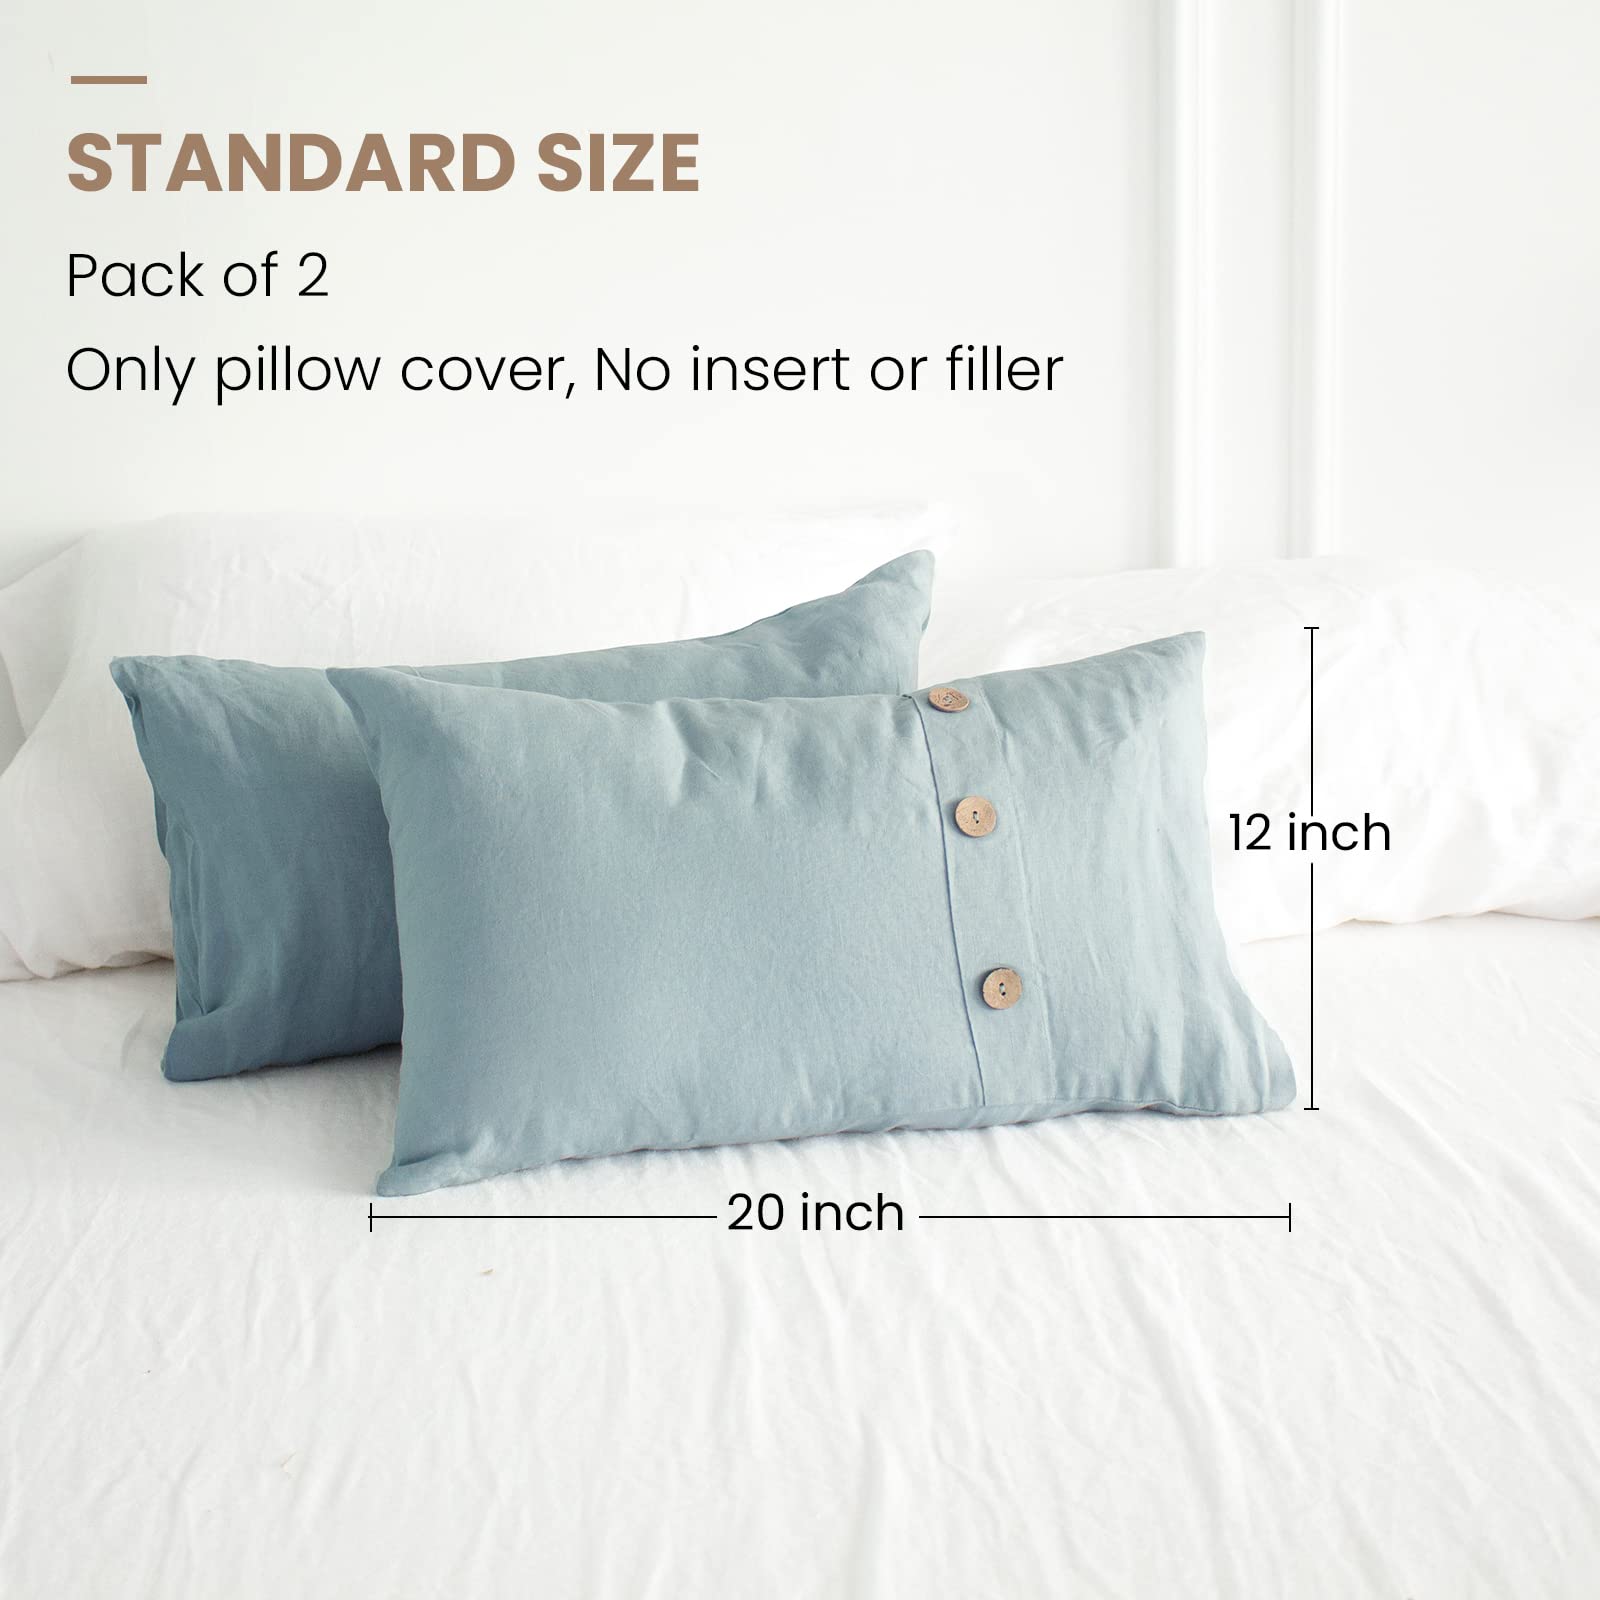 STANDARD SIZE
Pack of 2
Only pillow cover, No insert or filler
12 inch
20 inch